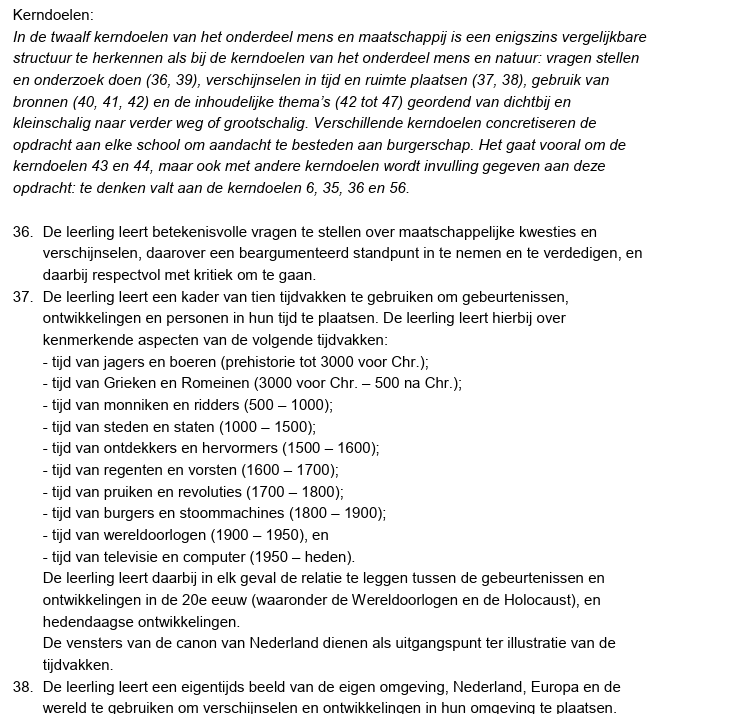 Kerndoelen:
In de twaalf kerndoelen van het onderdeel mens en maatschappij is een enigszins vergelijkbare
structuur te herkennen als bij de kerndoelen van het onderdeel mens en natuur: vragen stellen
en onderzoek doen (36, 39), verschijnselen in tijd en ruimte plaatsen (37, 38), gebruik van
bronnen (40, 41, 42) en de inhoudelijke thema's (42 tot 47) geordend van dichtbij en
kleinschalig naar verder weg of grootschalig. Verschillende kerndoelen concretiseren de
opdracht aan elke school om aandacht te besteden aan burgerschap. Het gaat vooral om de
kerndoelen 43 en 44, maar ook met andere kerndoelen wordt invulling gegeven aan deze
opdracht: te denken valt aan de kerndoelen 6, 35, 36 en 56.
36. De leerling leert betekenisvolle vragen te stellen over maatschappelijke kwesties en
verschijnselen, daarover een beargumenteerd standpunt in te nemen en te verdedigen, en
daarbij respectvol met kritiek om te gaan.
37. De leerling leert een kader van tien tijdvakken te gebruiken om gebeurtenissen,
ontwikkelingen en personen in hun tijd te plaatsen. De leerling leert hierbij over
kenmerkende aspecten van de volgende tijdvakken:
- tijd van jagers en boeren (prehistorie tot 3000 voor Chr.);
- tijd van Grieken en Romeinen (3000 voor Chr. – 500 na Chr.);
- tijd van monniken en ridders (500 – 1000);
- tijd van steden en staten (1000 – 1500);
- tijd van ontdekkers en hervormers (1500 – 1600);
- tijd van regenten en vorsten (1600 – 1700);
- tijd van pruiken en revoluties (1700 – 1800);
- tijd van burgers en stoommachines (1800 – 1900);
- tijd van wereldoorlogen (1900 – 1950), en
- tijd van televisie en computer (1950 – heden).
De leerling leert daarbij in elk geval de relatie te leggen tussen de gebeurtenissen en
ontwikkelingen in de 20e eeuw (waaronder de Wereldoorlogen en de Holocaust), en
hedendaagse ontwikkelingen.
De vensters van de canon van Nederland dienen als uitgangspunt ter illustratie van de
tijdvakken.
38. De leerling leert een eigentijds beeld van de eigen omgeving, Nederland, Europa en de
wereld te gebruiken om verschijnselen en ontwikkelingen in hun omgeving te plaatsen.